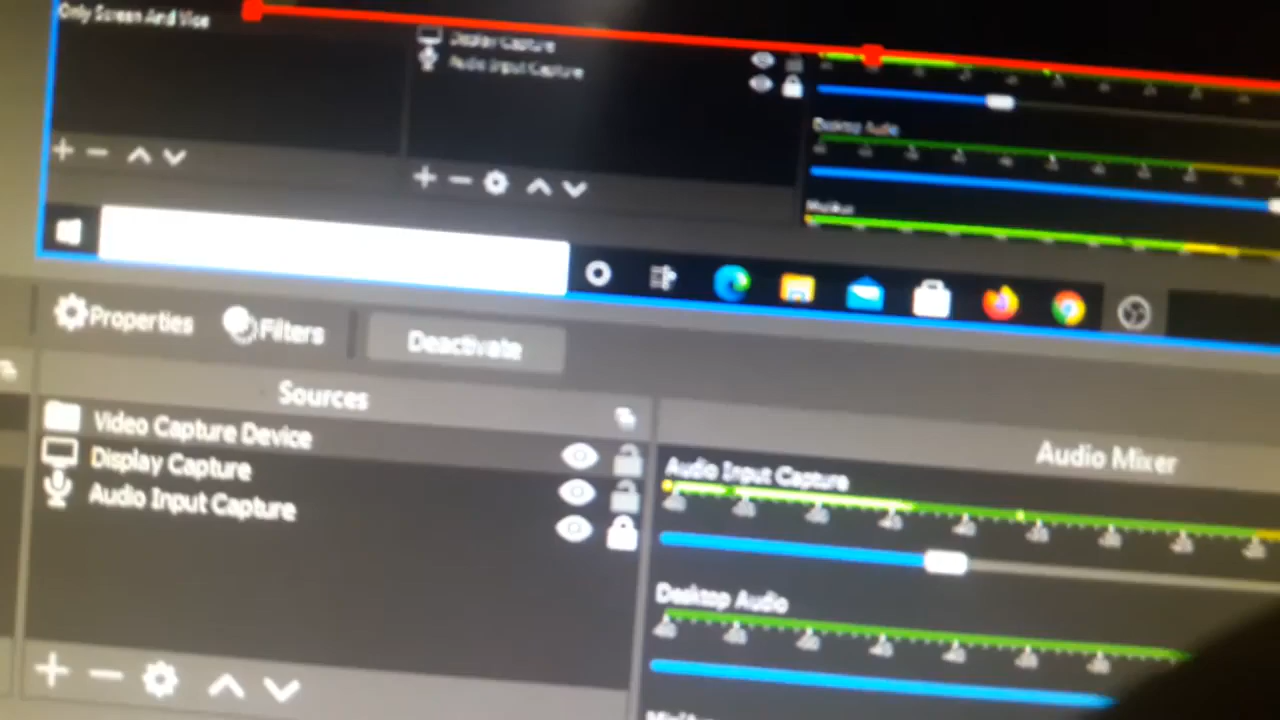 Only Screen And Vice
Display Capture
Audio Input Capture
Desktop Audio
Properties
Filters
Deactivate
Sources
Video Capture Device
Display Capture
Audio Input Capture
Audio Mixer
Audio Input Capture
Desktop Audio